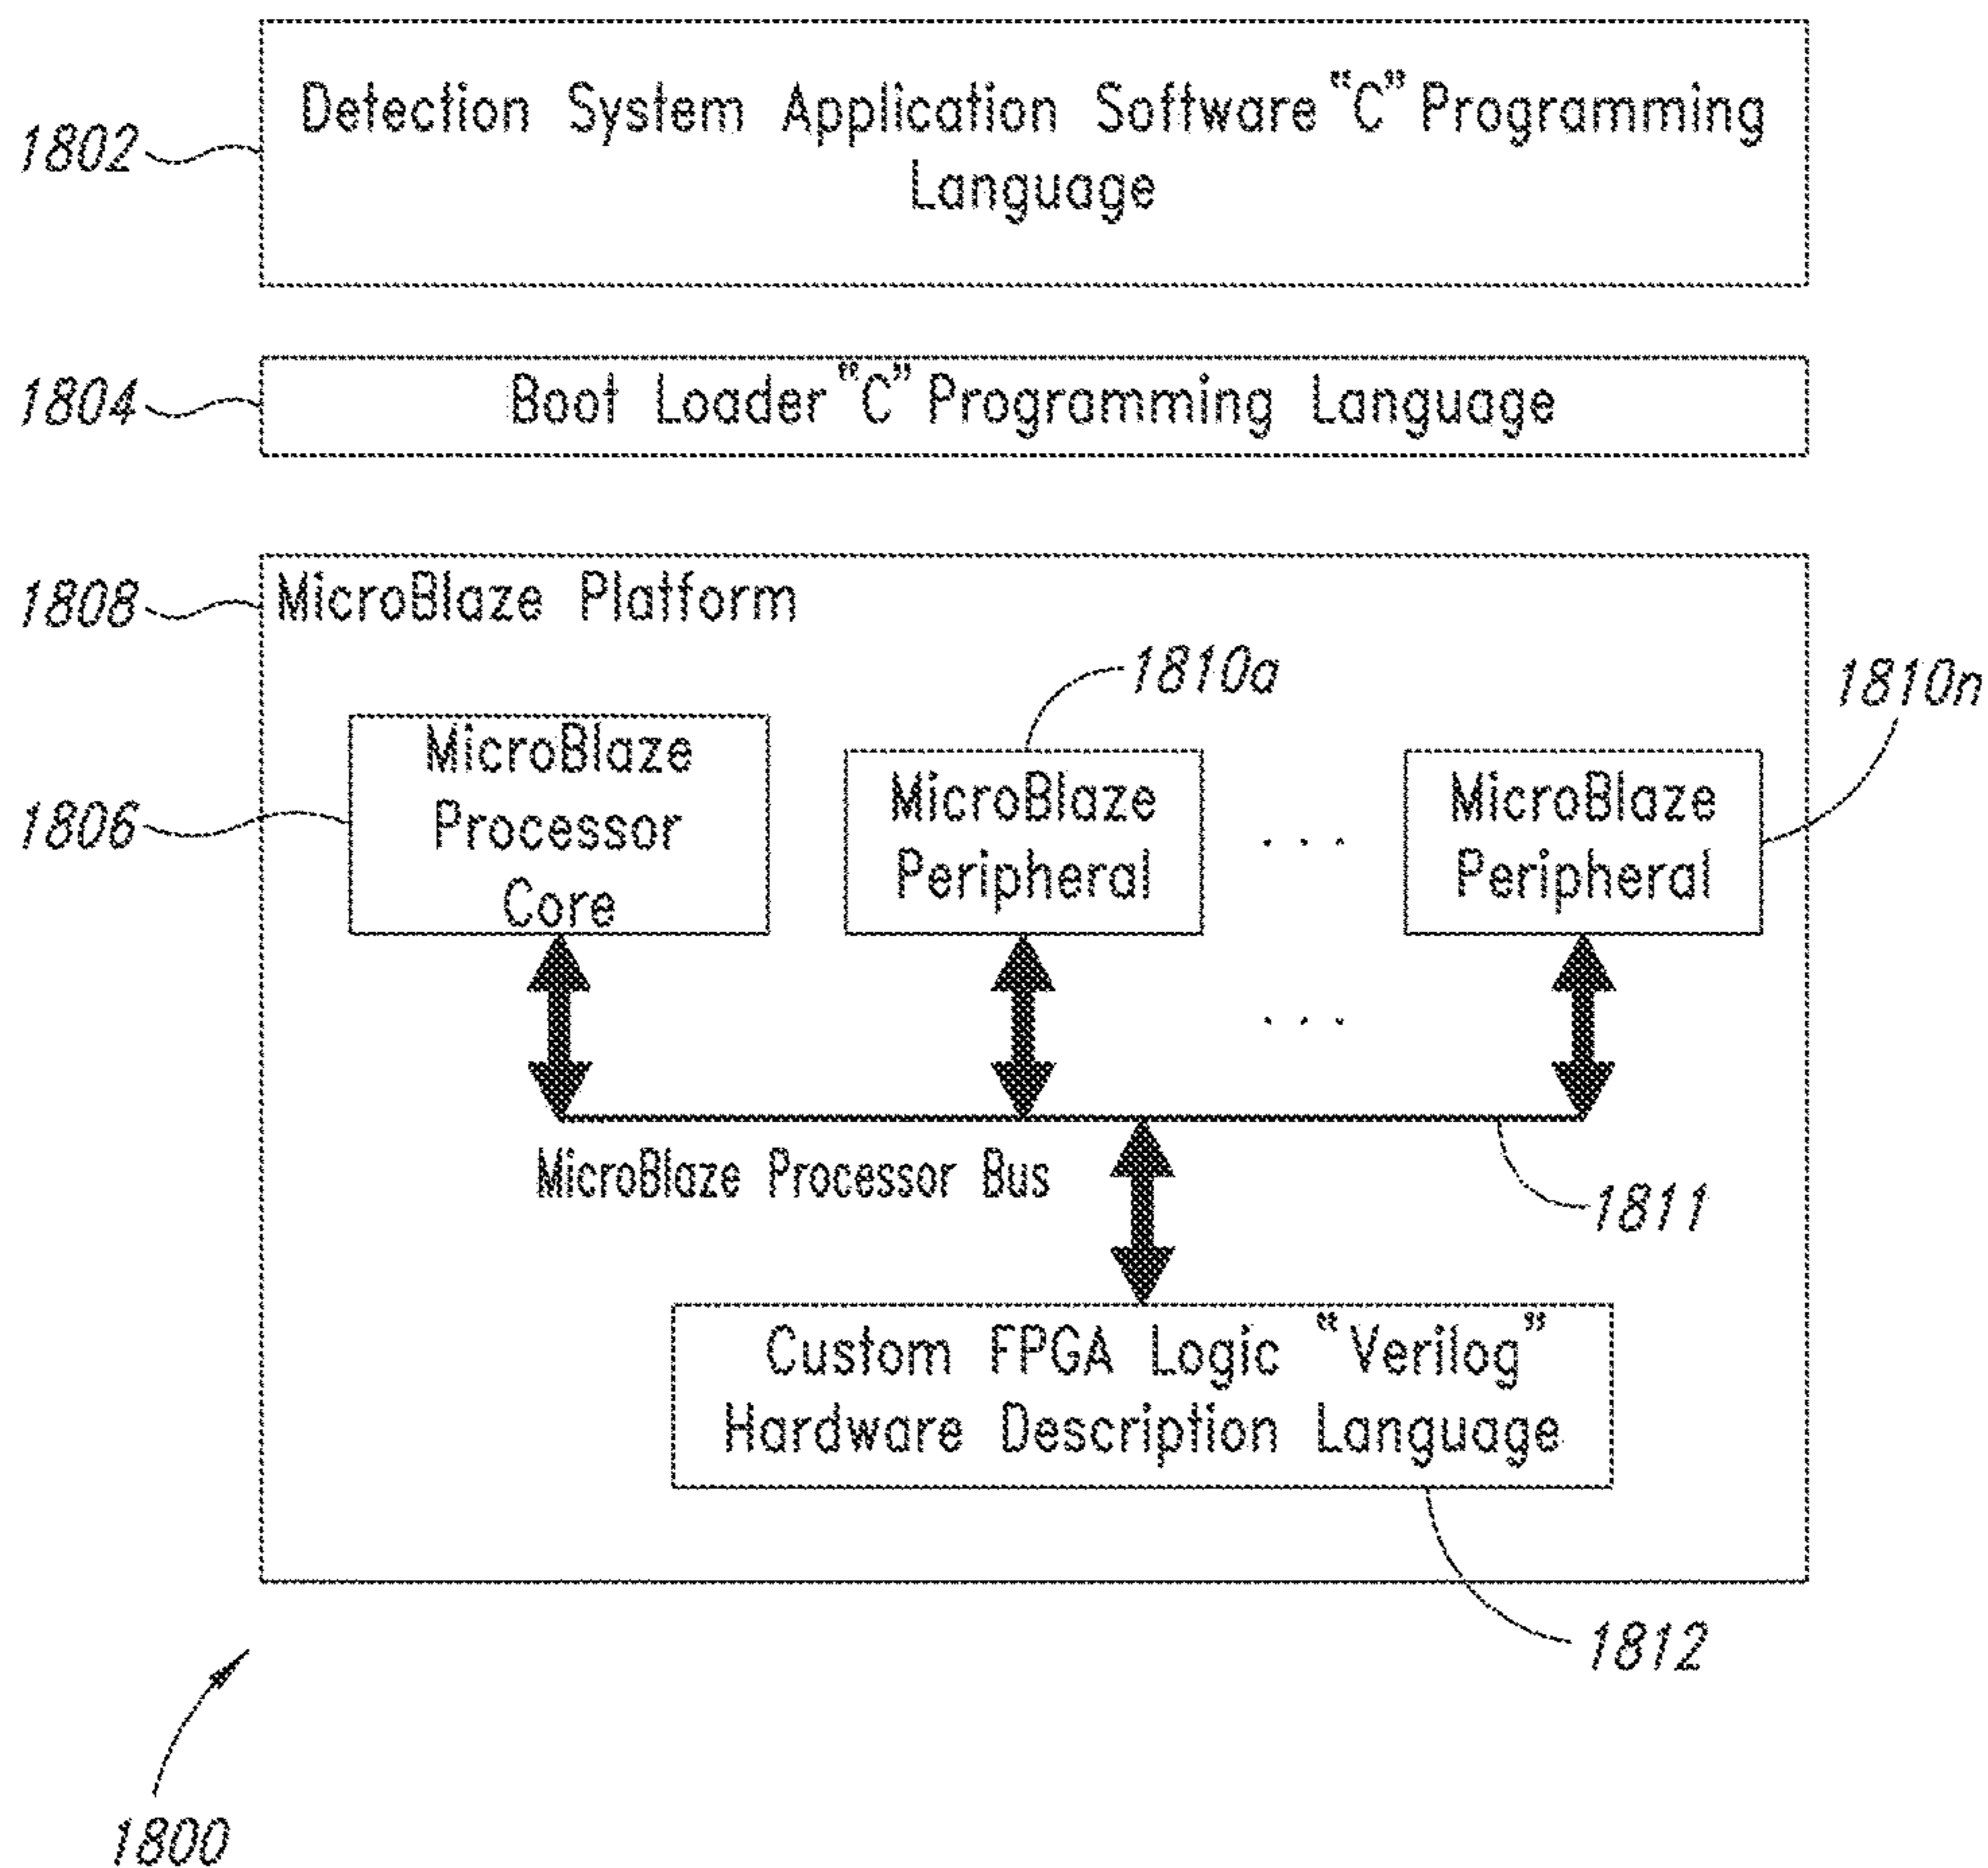 Detection System Application Software "C" Programming
Language
1802
Boot Loader "C" Programming Language
1804
1808
MicroBlaze Platform
1810a
1810n
MicroBlaze
Processor
Core
1806
MicroBlaze
Peripheral
. . .
MicroBlaze
Peripheral
. . .
MicroBlaze Processor Bus
1811
Custom FPGA Logic "Verilog"
Hardware Description Language
1812
1800